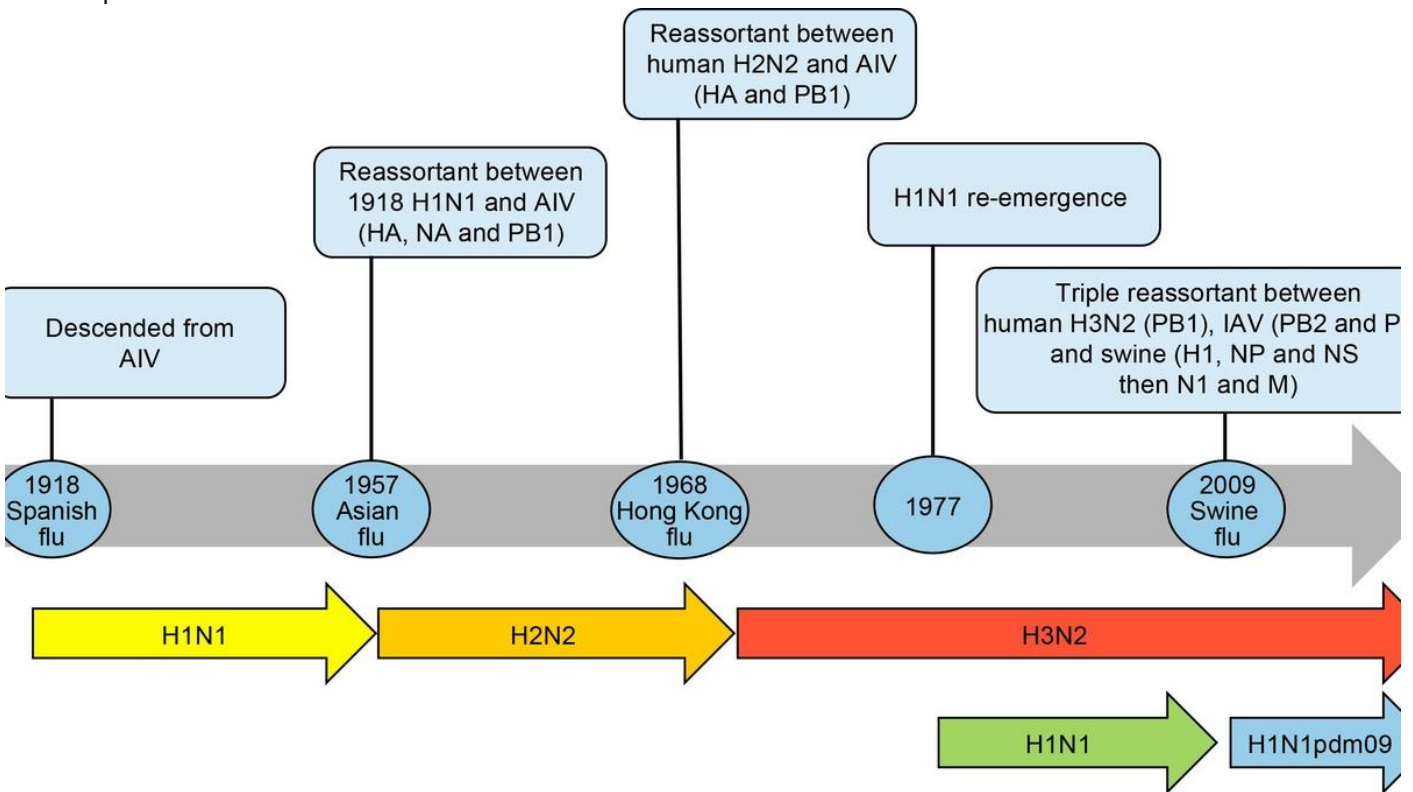 Reassortant between
human H2N2 and AIV
(HA and PB1)
Reassortant between
1918 H1N1 and AIV
(HA, NA and PB1)
H1N1 re-emergence
Descended from
AIV
Triple reassortant between
human H3N2 (PB1), IAV (PB2 and P
and swine (H1, NP and NS
then N1 and M)
1918
Spanish
flu
1957
Asian
flu
1968
Hong Kong
flu
1977
2009
Swine
flu
H1N1
H2N2
H3N2
H1N1
H1N1pdm09